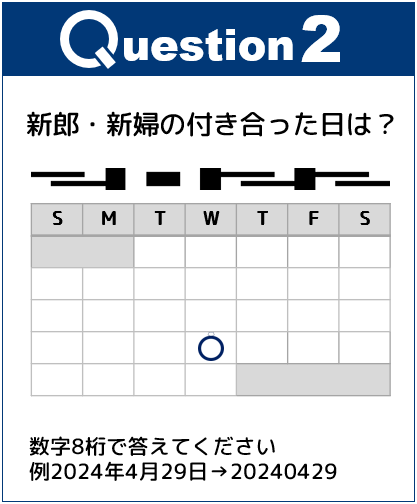 Question 2
新郎・新婦の付き合った日は？
S M T W T F S
数字8桁で答えてください
例2024年4月29日→20240429